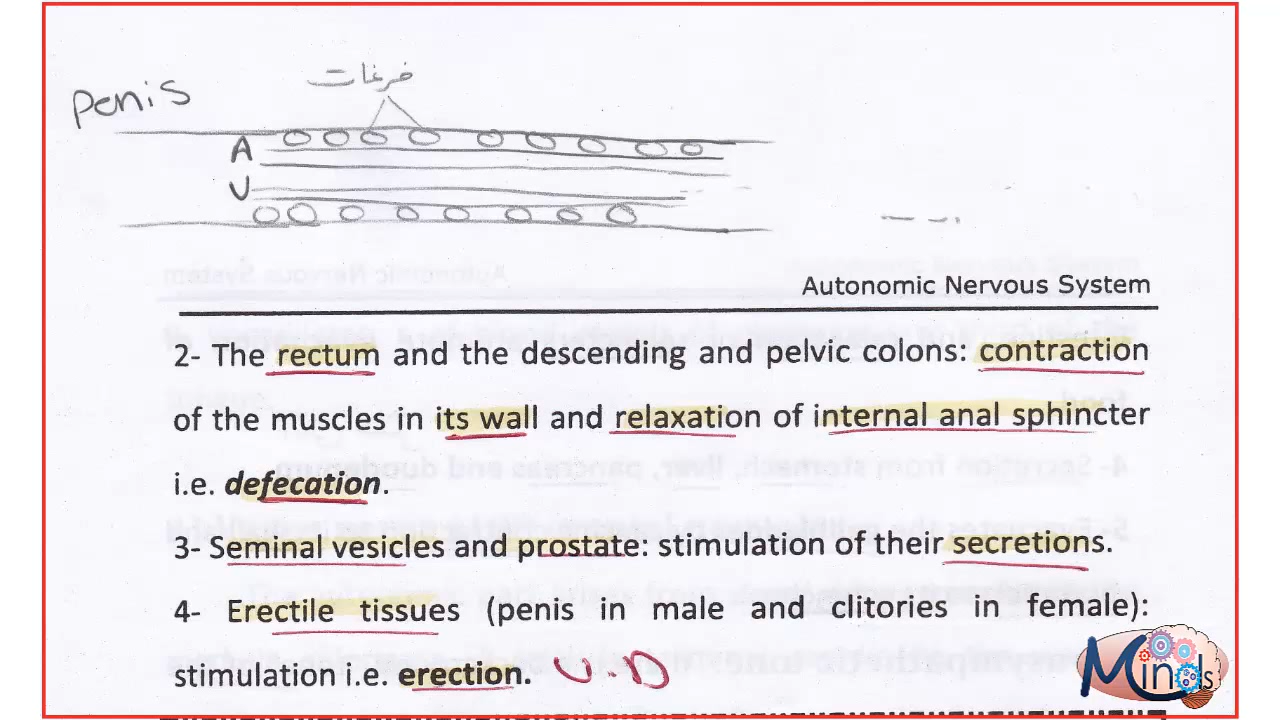 فرغات
penis
A
V
Autonomic Nervous System
2- The rectum and the descending and pelvic colons: contraction
of the muscles in its wall and relaxation of internal anal sphincter
i.e. defecation.
3- Seminal vesicles and prostate: stimulation of their secretions.
4- Erectile tissues (penis in male and clitories in female):
stimulation i.e. erection. V.D
Minds